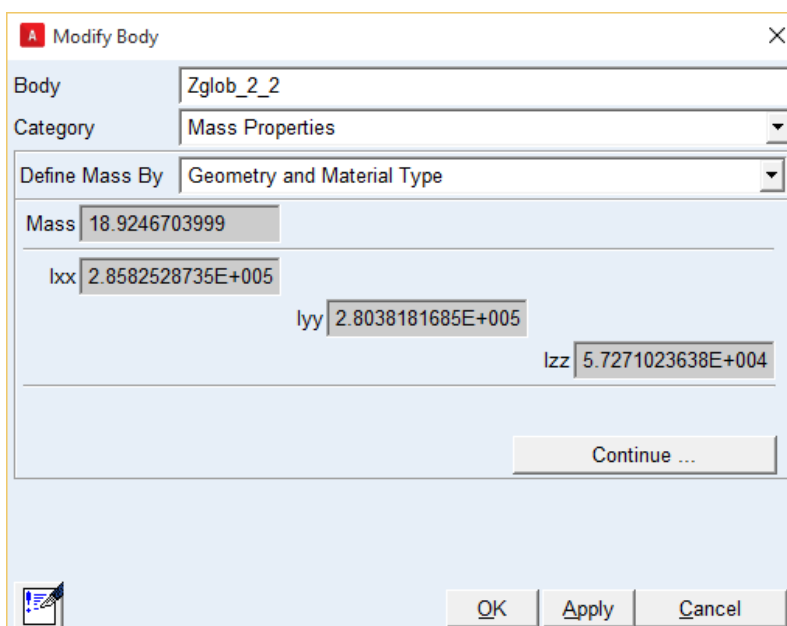 A Modify Body
Body Zglob_2_2
Category Mass Properties
Define Mass By Geometry and Material Type
Mass 18.9246703999
Ixx 2.8582528735E+005
Iyy 2.8038181685E+005
Izz 5.7271023638E+004
Continue ...
OK Apply Cancel